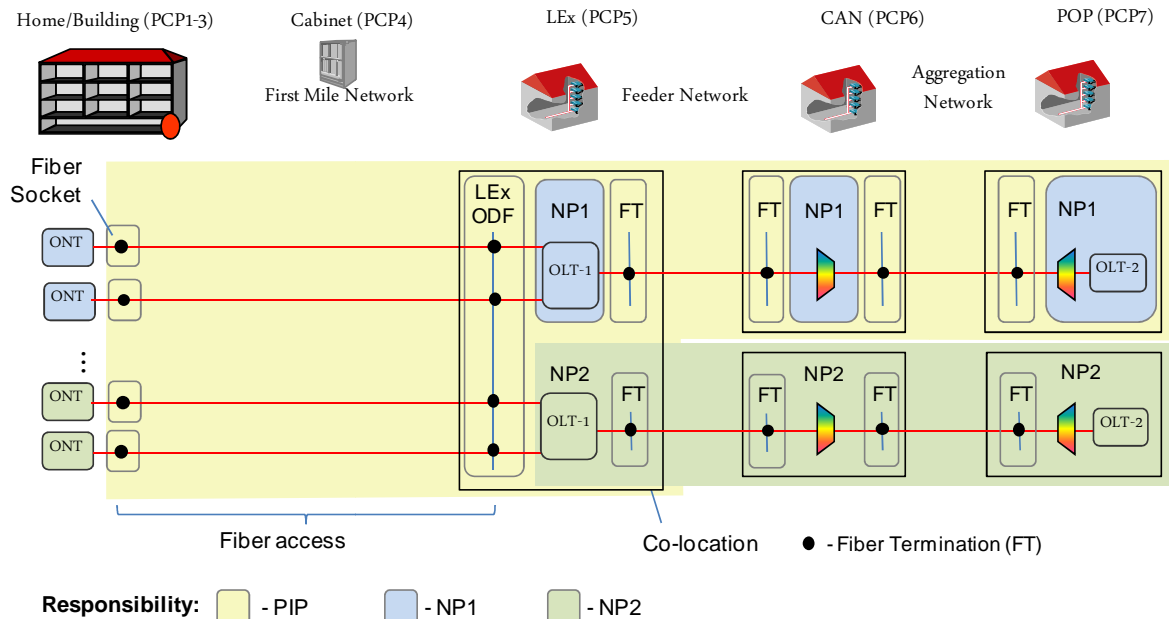 Home/Building (PCP1-3)
Cabinet (PCP4)
LEx (PCP5)
CAN (PCP6)
POP (PCP7)
First Mile Network
Feeder Network
Aggregation
Network
Fiber
Socket
LEx
ODF
NP1
FT
FT
NP1
FT
FT
NP1
ONT
OLT-1
OLT-2
ONT
⋮
NP2
FT
FT
NP2
FT
FT
NP2
ONT
OLT-1
OLT-2
ONT
Fiber access
Co-location
- Fiber Termination (FT)
Responsibility:
- PIP
- NP1
- NP2